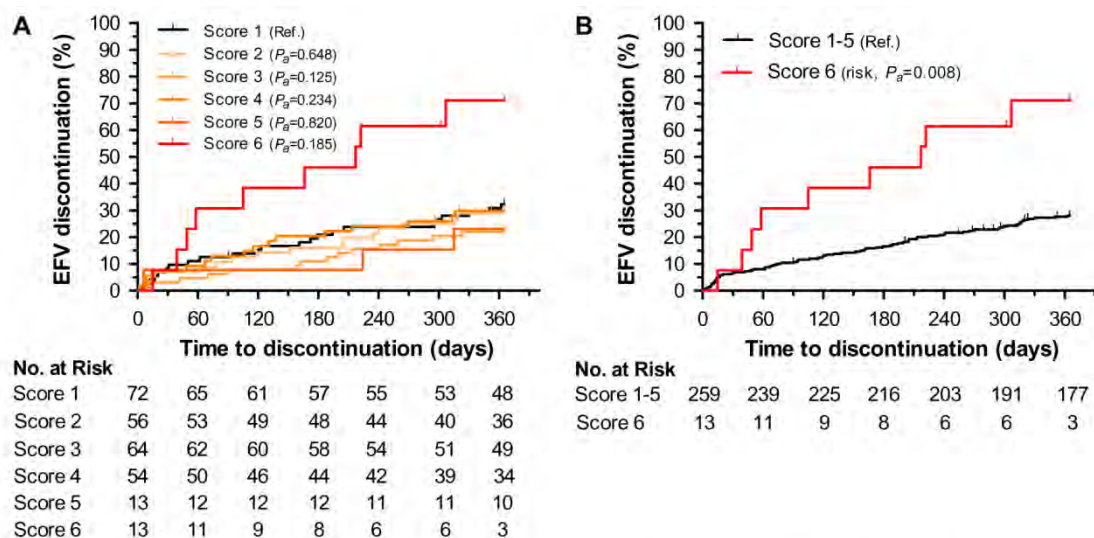 A
EFV discontinuation (%)
100
90
80
70
60
50
40
30
20
10
0
Score 1 (Ref.)
Score 2 (Pa=0.648)
Score 3 (Pa=0.125)
Score 4 (Pa=0.234)
Score 5 (Pa=0.820)
Score 6 (Pa=0.185)
0 60 120 180 240 300 360
Time to discontinuation (days)
No. at Risk
Score 1 72 65 61 57 55 53 48
Score 2 56 53 49 48 44 40 36
Score 3 64 62 60 58 54 51 49
Score 4 54 50 46 44 42 39 34
Score 5 13 12 12 12 11 11 10
Score 6 13 11 9 8 6 6 3
B
EFV discontinuation (%)
100
90
80
70
60
50
40
30
20
10
0
Score 1-5 (Ref.)
Score 6 (risk, Pa=0.008)
0 60 120 180 240 300 360
Time to discontinuation (days)
No. at Risk
Score 1-5 259 239 225 216 203 191 177
Score 6 13 11 9 8 6 6 3